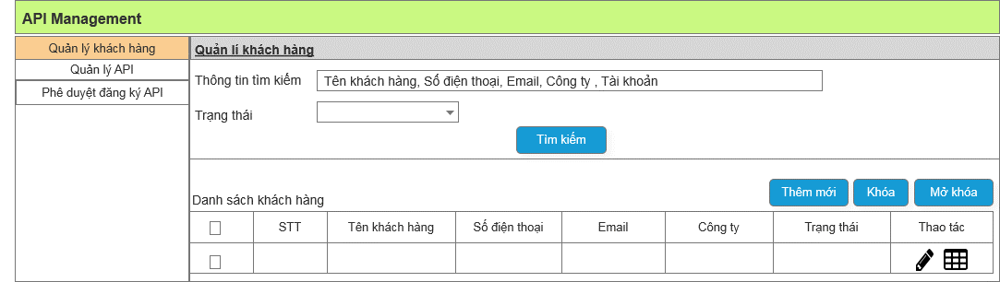 API Management
Quản lý khách hàng
Quản lý API
Phê duyệt đăng ký API
Quản lí khách hàng
Thông tin tìm kiếm Tên khách hàng, Số điện thoại, Email, Công ty , Tài khoản
Trạng thái
Tìm kiếm
Thêm mới Khóa Mở khóa
Danh sách khách hàng
STT Tên khách hàng Số điện thoại Email Công ty Trạng thái Thao tác